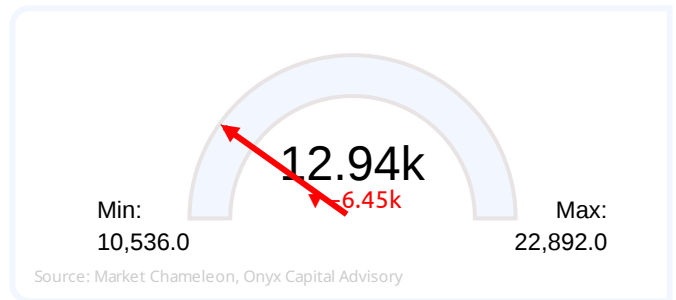 12.94k
▼ -6.45k
Min:
10,536.0
Max:
22,892.0
Source: Market Chameleon, Onyx Capital Advisory